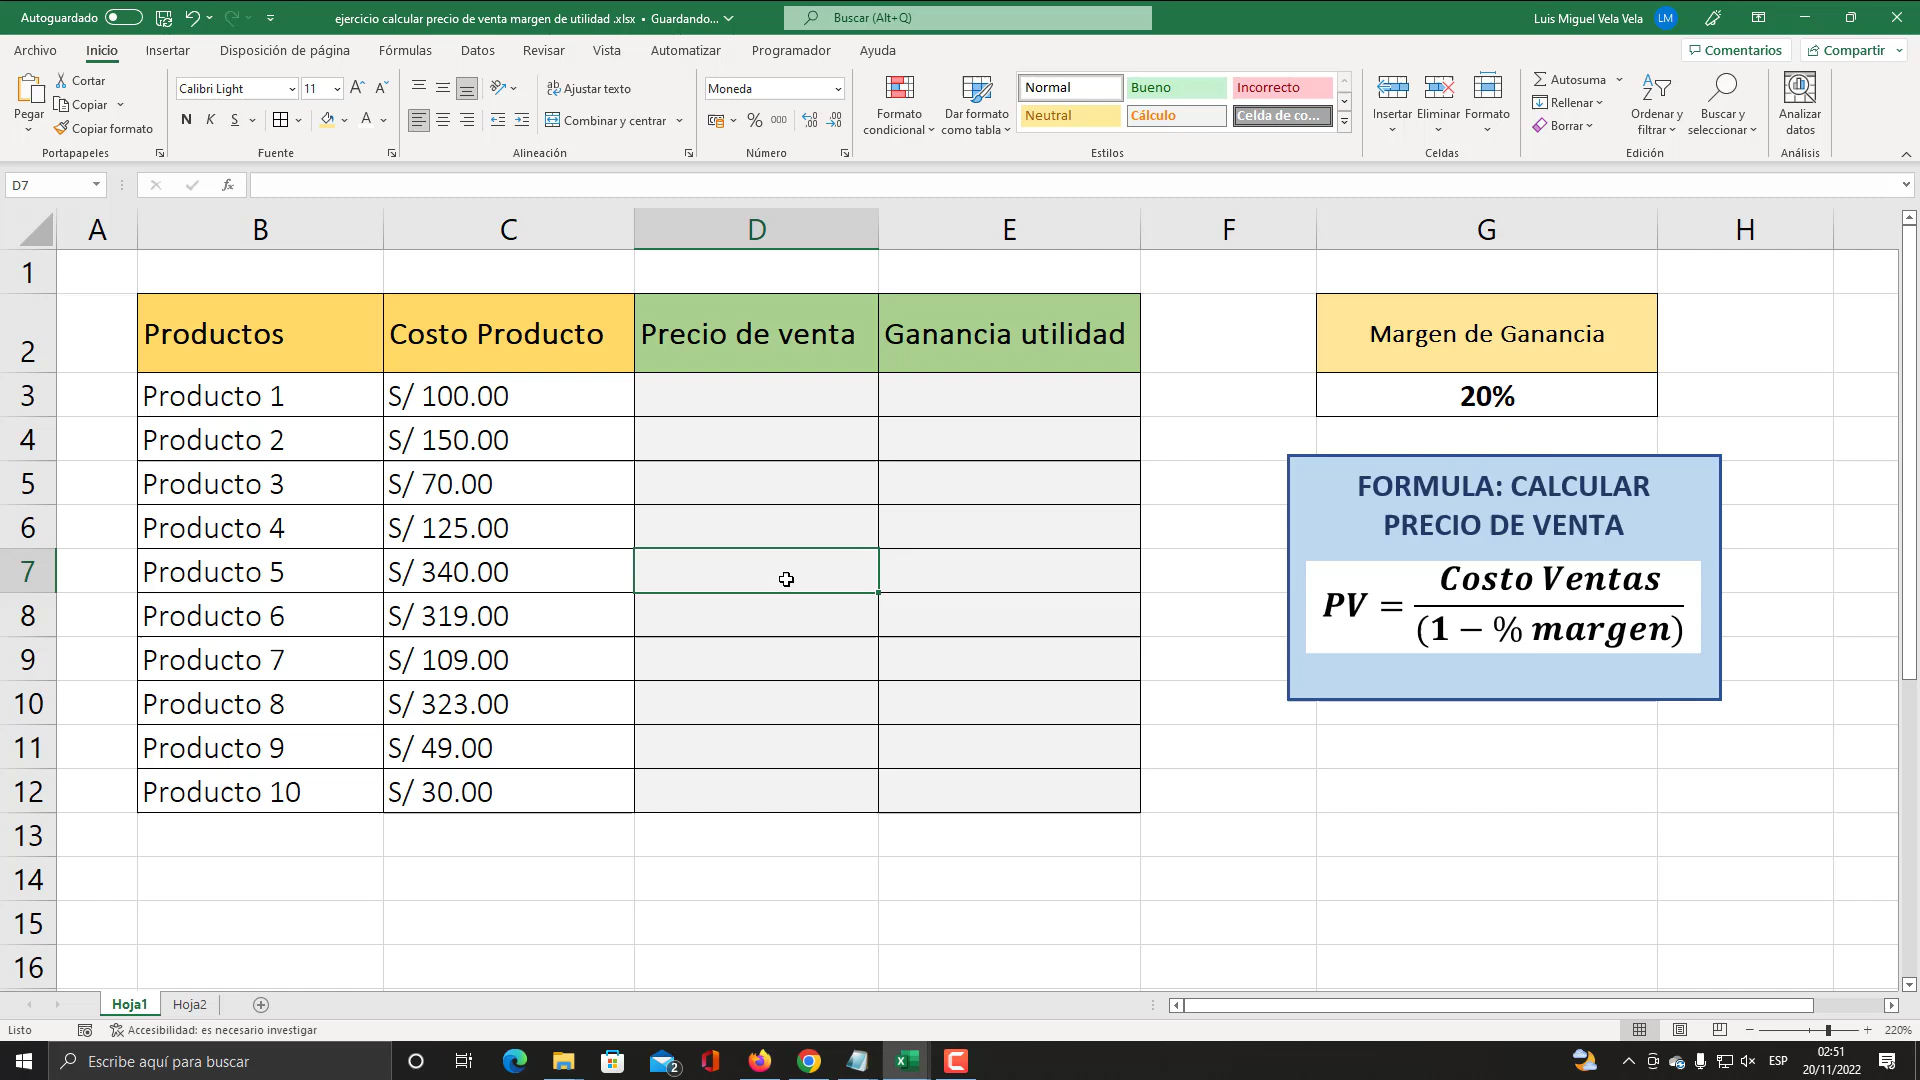 Autoguardado
ejercicio calcular precio de venta margen de utilidad .xlsx • Guardando...
Buscar (Alt+Q)
Luis Miguel Vela Vela
LM
Archivo Inicio Insertar Disposición de página Fórmulas Datos Revisar Vista Automatizar Programador Ayuda
Comentarios
Compartir
Pegar
Cortar
Copiar
Copiar formato
Portapapeles
Calibri Light 11
N K S
Fuente
Ajustar texto
Combinar y centrar
Alineación
Moneda
% 000
Número
Formato condicional
Dar formato como tabla
Normal Bueno Incorrecto
Neutral Cálculo Celda de co...
Estilos
Insertar Eliminar Formato
Celdas
Autosuma
Rellenar
Borrar
Ordenar y filtrar
Buscar y seleccionar
Edición
Analizar datos
Análisis
D7
fx
A B C D E F G H
1
2 Productos Costo Producto Precio de venta Ganancia utilidad Margen de Ganancia
3 Producto 1 S/ 100.00 20%
4 Producto 2 S/ 150.00
5 Producto 3 S/ 70.00
6 Producto 4 S/ 125.00
7 Producto 5 S/ 340.00
8 Producto 6 S/ 319.00
9 Producto 7 S/ 109.00
10 Producto 8 S/ 323.00
11 Producto 9 S/ 49.00
12 Producto 10 S/ 30.00
13
14
15
16
FORMULA: CALCULAR
PRECIO DE VENTA
PV = Costo Ventas / (1 − % margen)
Hoja1 Hoja2
Listo
Accesibilidad: es necesario investigar
220%
Escribe aquí para buscar
2
ESP
02:51
20/11/2022